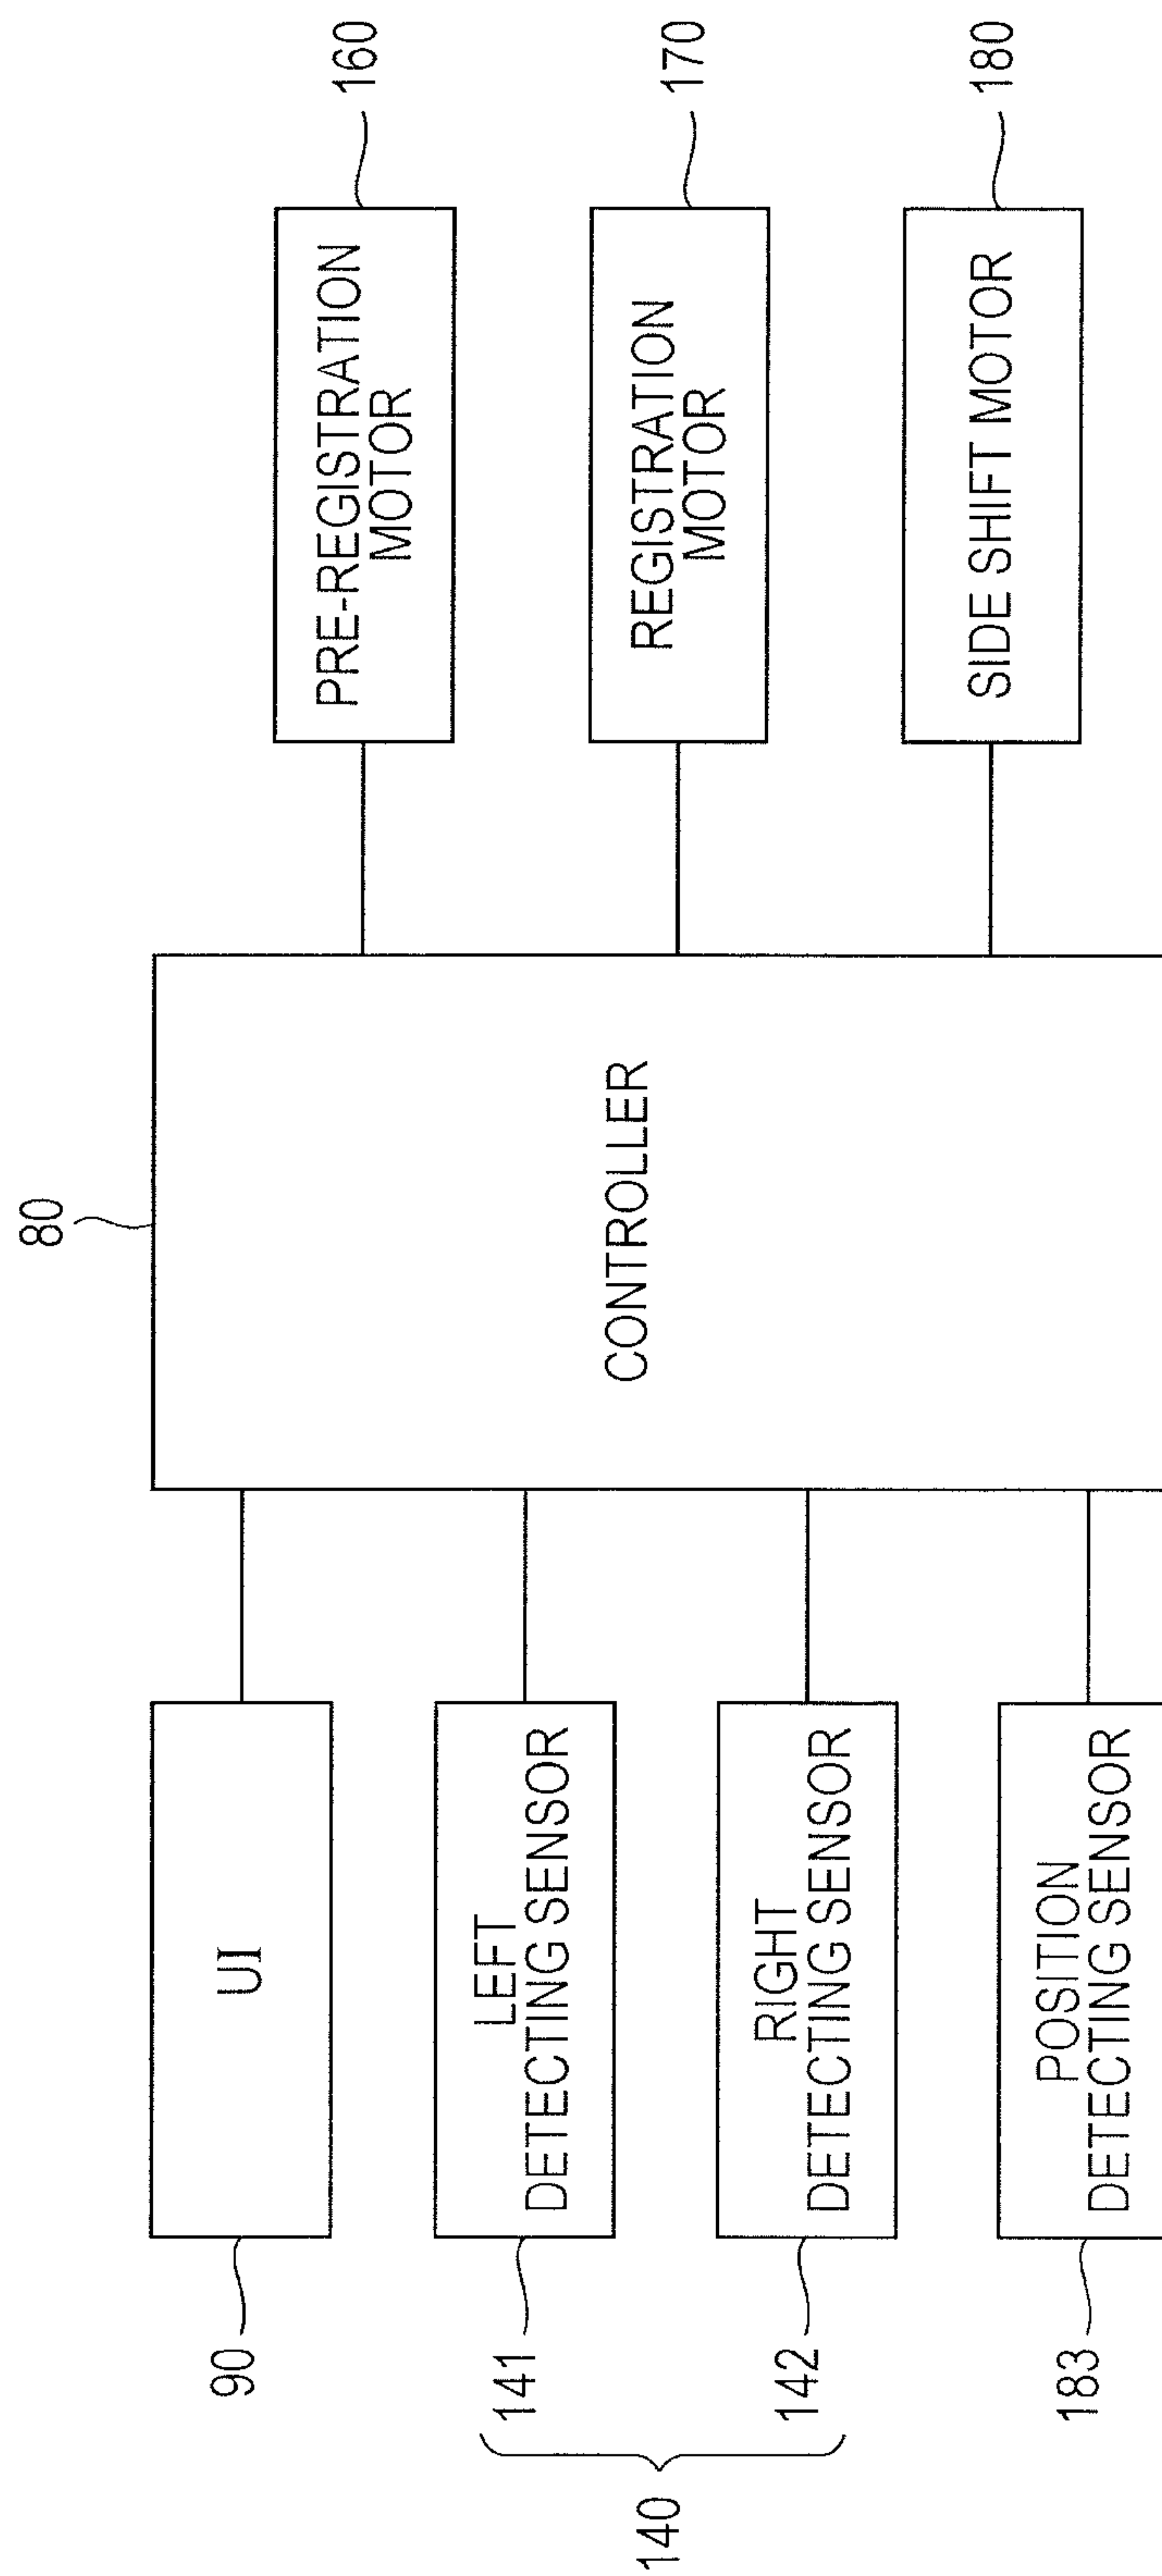 80
90
UI
141
LEFT
DETECTING SENSOR
142
RIGHT
DETECTING SENSOR
140
183
POSITION
DETECTING SENSOR
CONTROLLER
PRE-REGISTRATION
MOTOR
160
REGISTRATION
MOTOR
170
SIDE SHIFT MOTOR
180